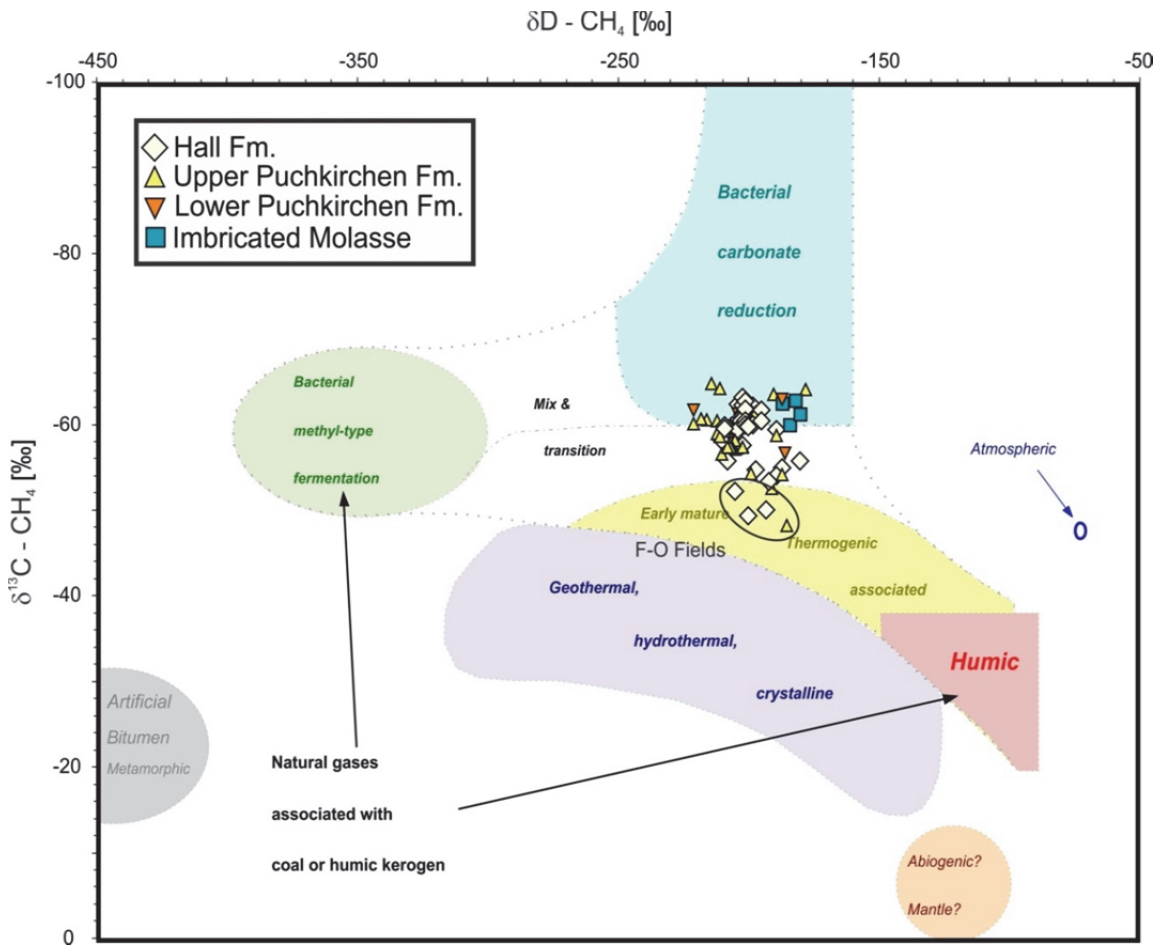 δD - CH₄ [‰]
-450 -350 -250 -150 -50
-100
-80
-60
-40
-20
0
δ¹³C - CH₄ [‰]
Hall Fm.
Upper Puchkirchen Fm.
Lower Puchkirchen Fm.
Imbricated Molasse
Bacterial
carbonate
reduction
Bacterial
methyl-type
fermentation
Mix &
transition
Atmospheric
Early mature
Thermogenic
F-O Fields
associated
Geothermal,
hydrothermal,
crystalline
Humic
Artificial
Bitumen
Metamorphic
Natural gases
associated with
coal or humic kerogen
Abiogenic?
Mantle?